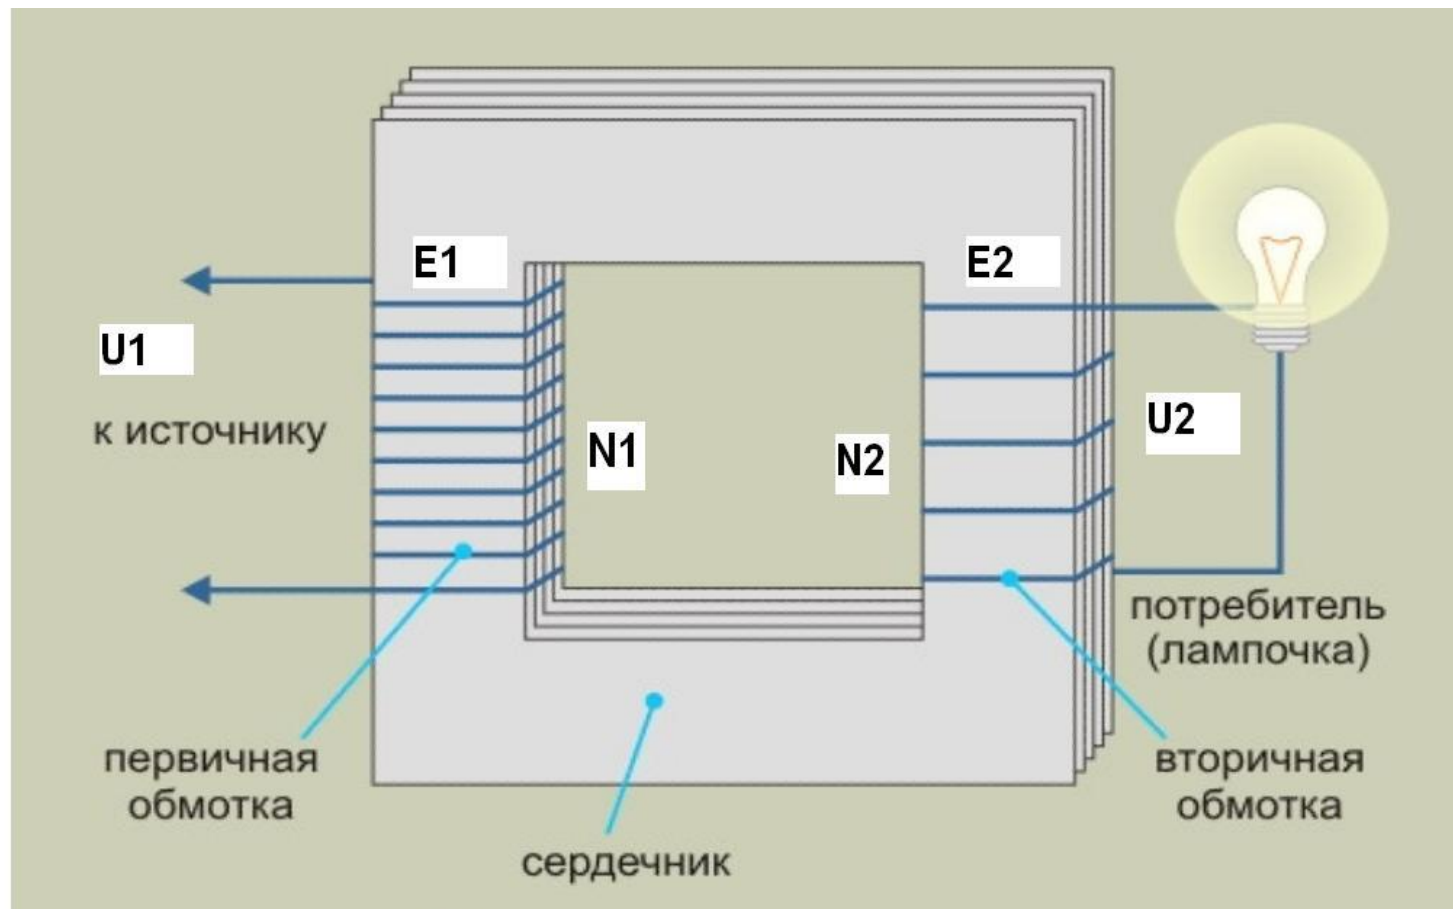 E1
E2
U1
к источнику
N1
N2
U2
потребитель
(лампочка)
первичная
обмотка
вторичная
обмотка
сердечник